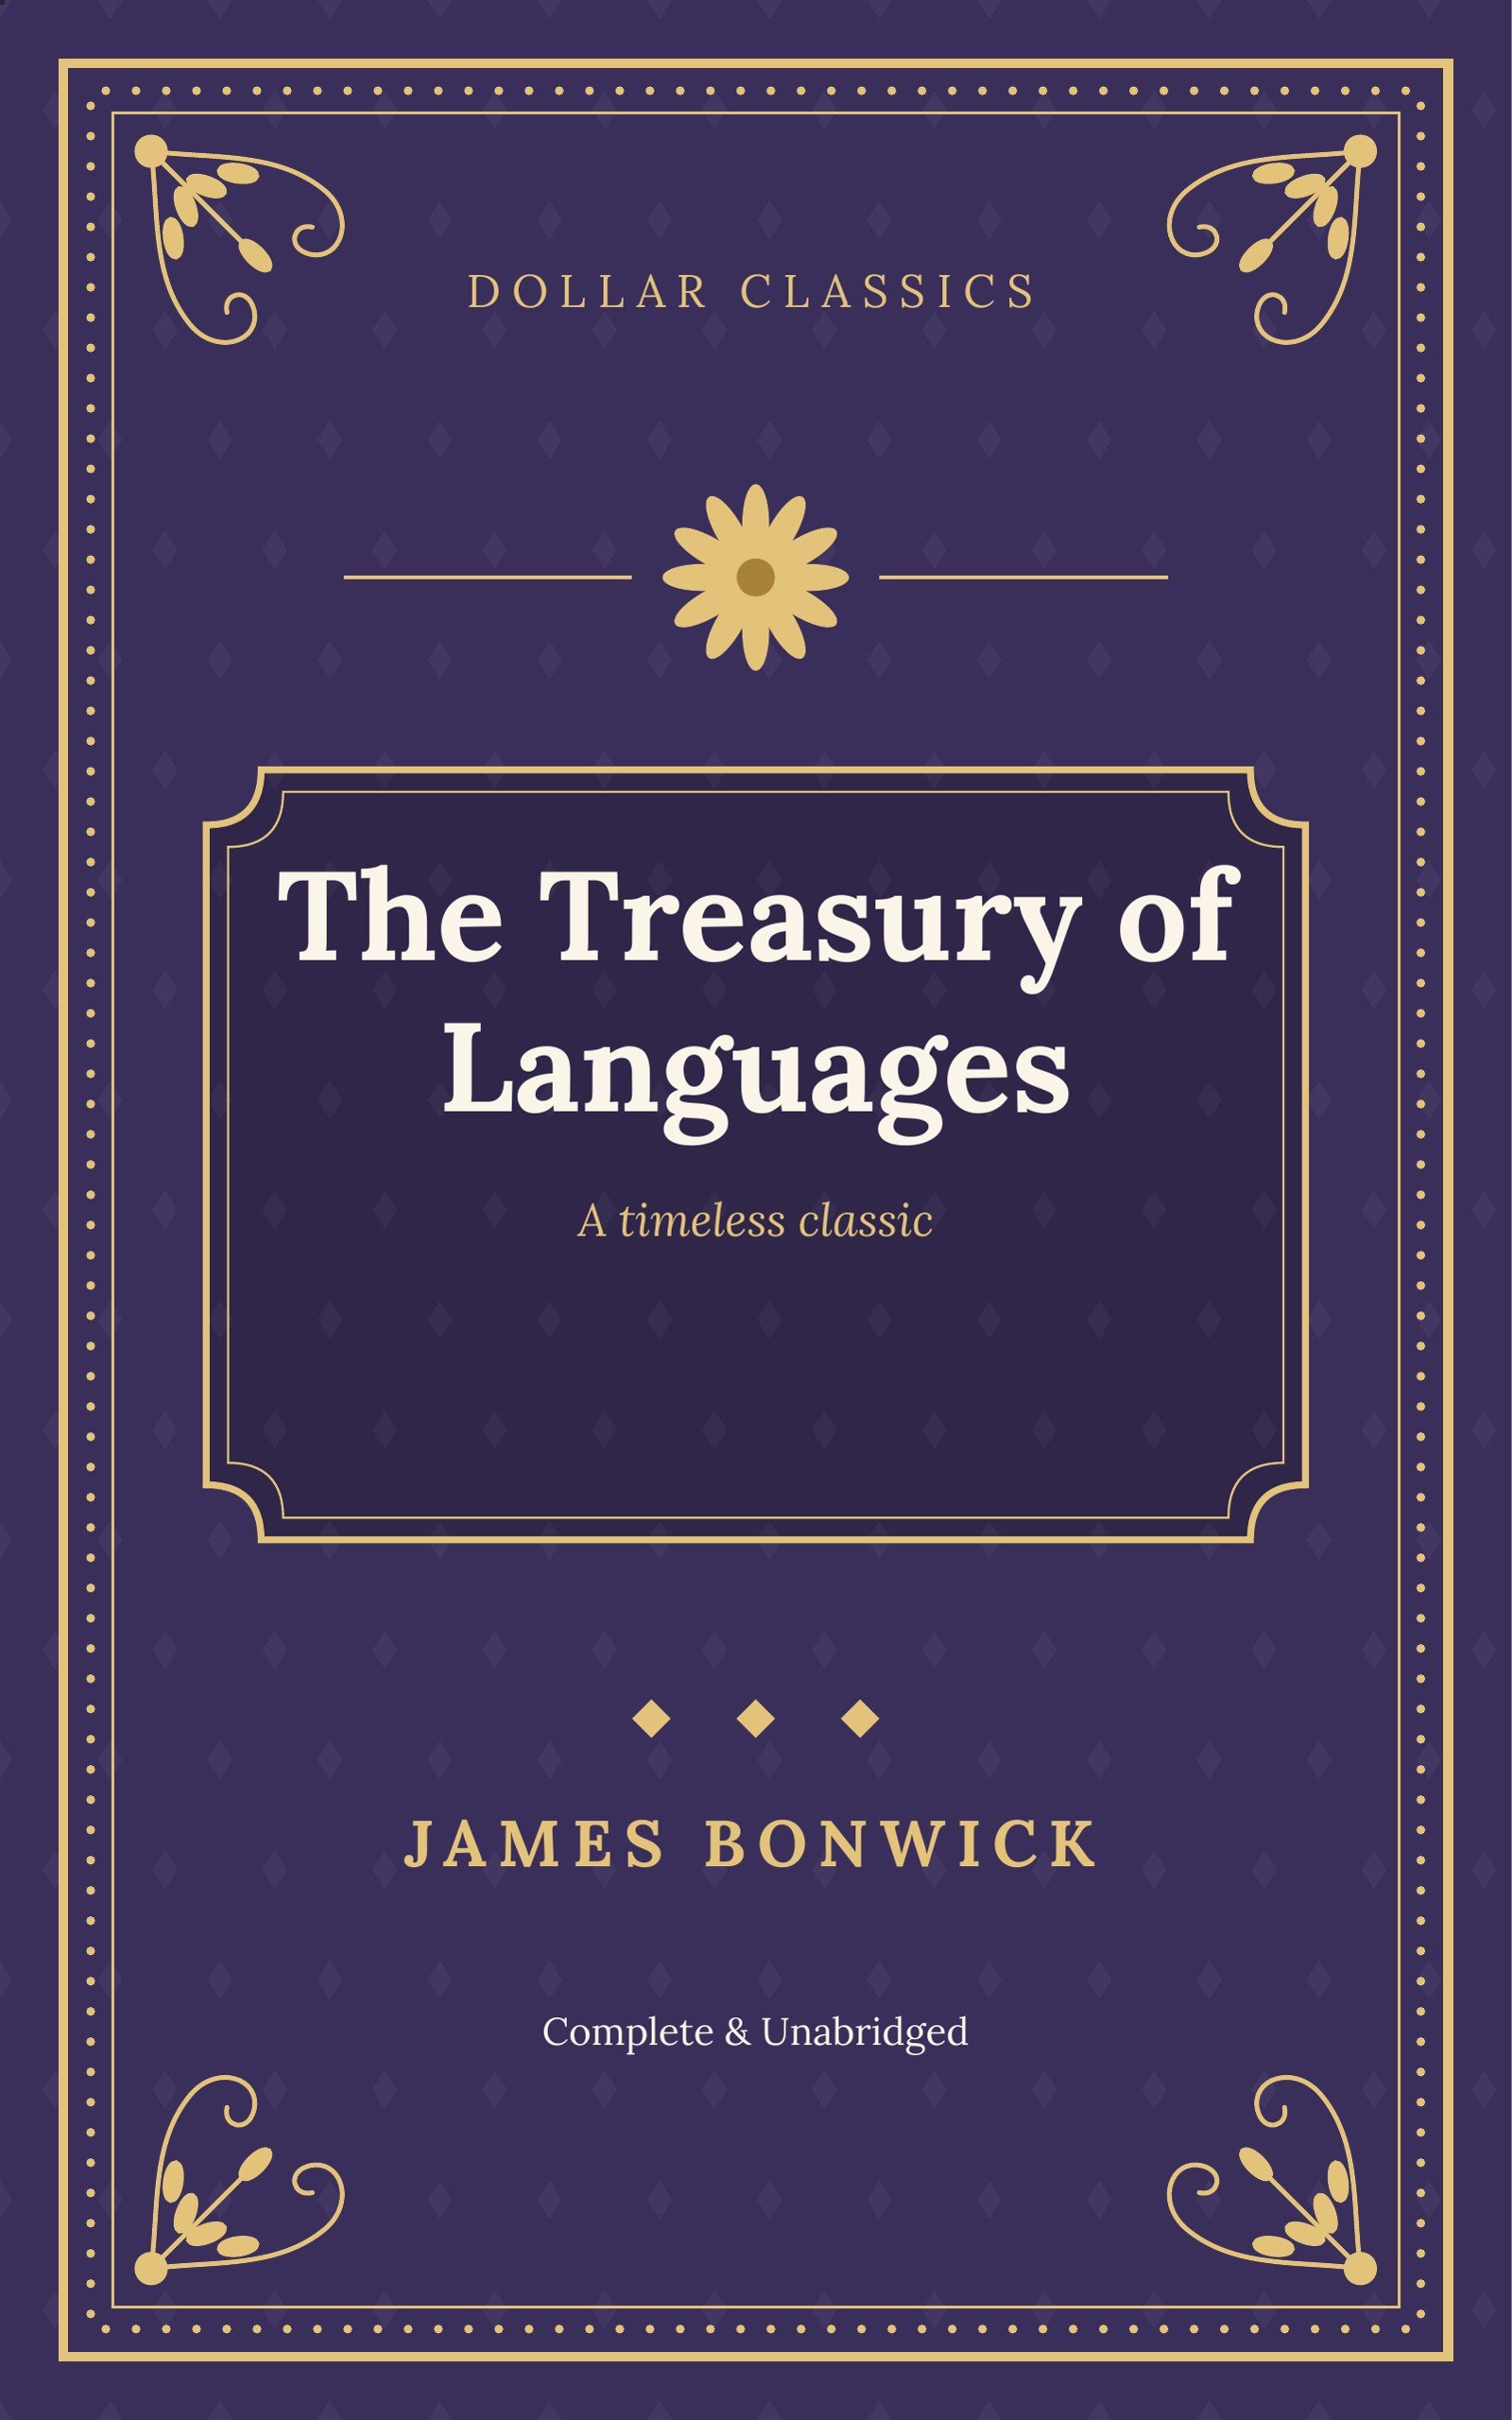 DOLLAR CLASSICS
The Treasury of
Languages
A timeless classic
JAMES BONWICK
Complete & Unabridged